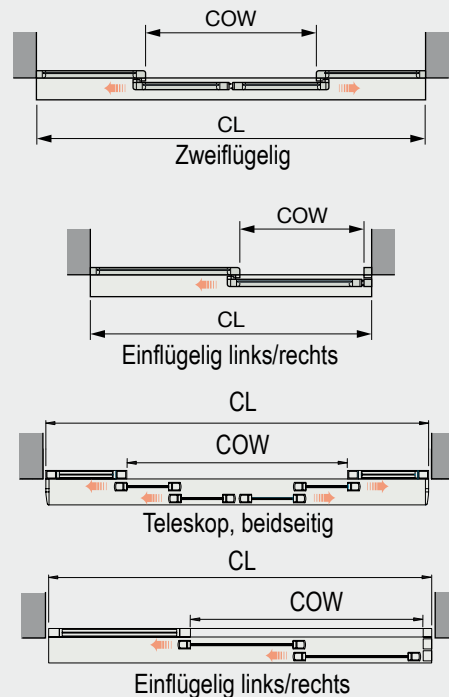 COW
CL
Zweiflügelig
COW
CL
Einflügelig links/rechts
CL
COW
Teleskop, beidseitig
CL
COW
Einflügelig links/rechts